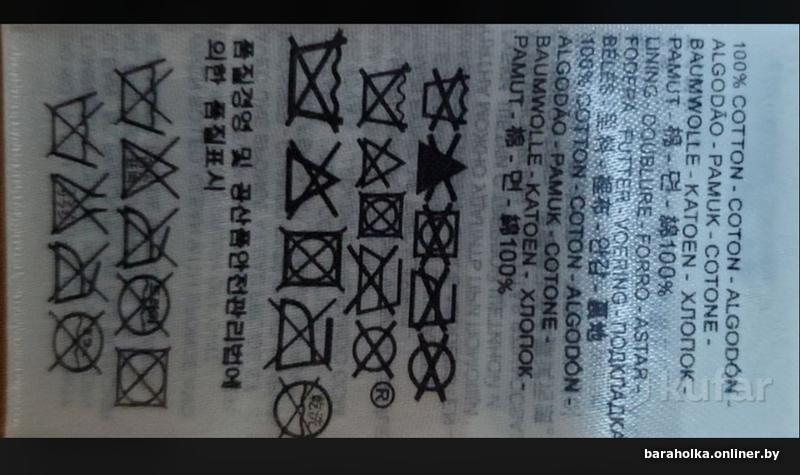 100% COTTON - COTON - ALGODÓN -
ALGODÃO - PAMUK - COTONE -
BAUMWOLLE - KATOEN - ХЛОПОК -
PAMUT - 棉 - 면 - 綿100%
LINING DOUBLURE - FORRO - ASTAR -
FODERA FUTTER VOERING - ПОДКЛАДКА
BÉLÉS 안감 - 裏地
100% COTTON - COTON - ALGODÓN -
ALGODÃO - PAMUK - COTONE -
BAUMWOLLE - KATOEN - ХЛОПОК -
PAMUT - 棉 - 면 - 綿100%
®
품질경영 및 공산품안전관리법에
의한 품질표시
kufar
baraholka.onliner.by